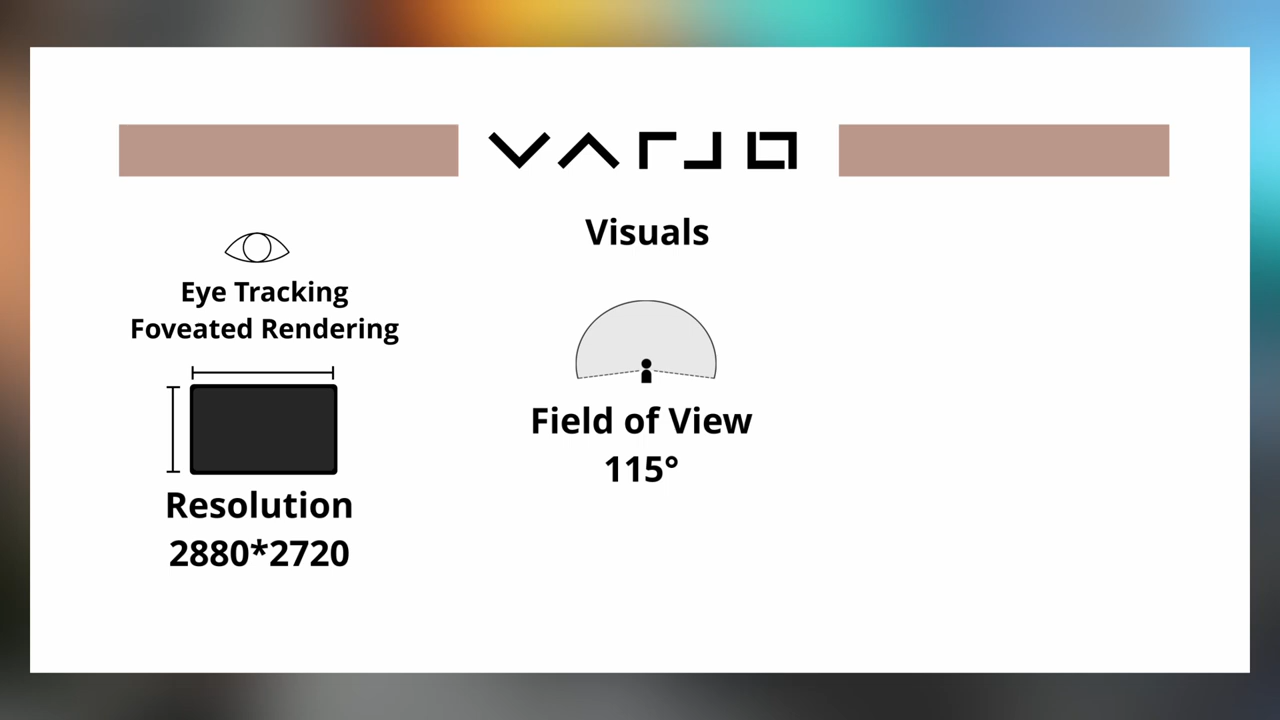 VARJO
Visuals
Eye Tracking
Foveated Rendering
Resolution
2880*2720
Field of View
115°